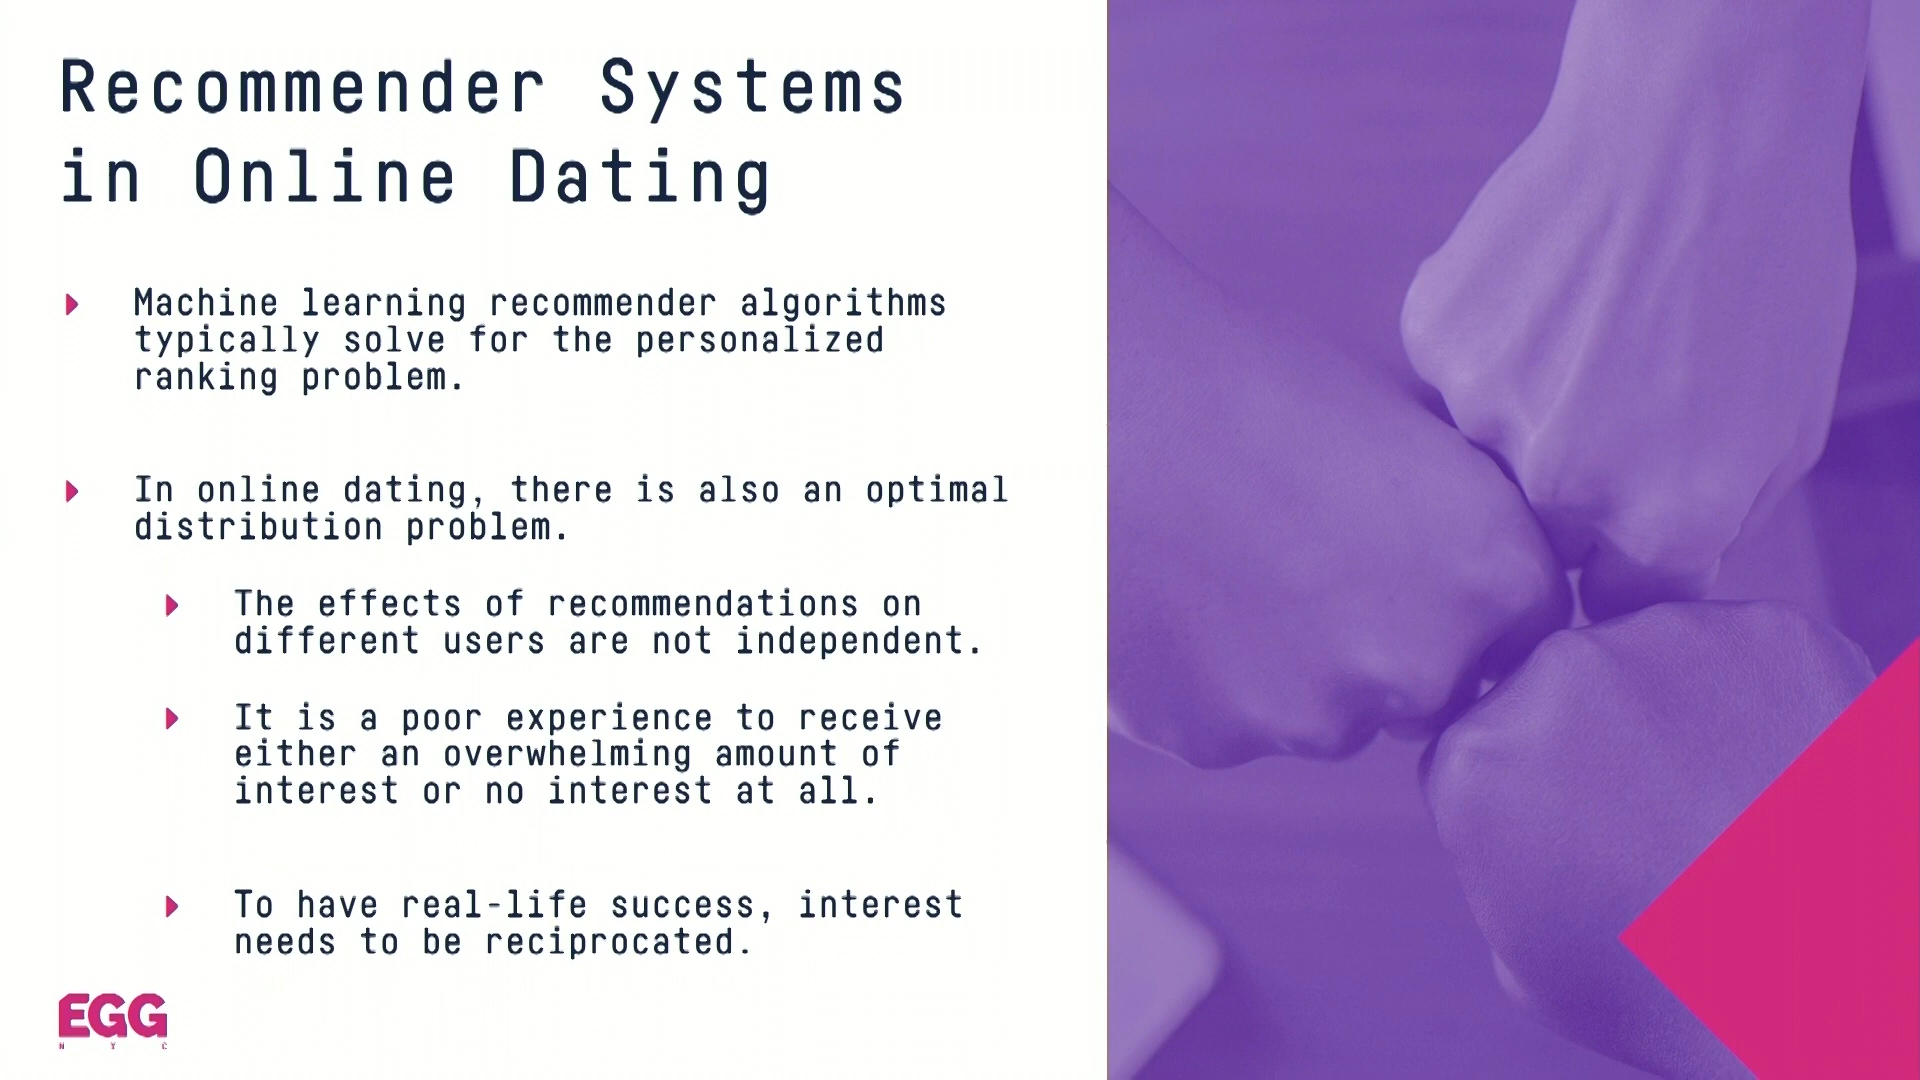 Recommender Systems
in Online Dating
Machine learning recommender algorithms
typically solve for the personalized
ranking problem.
In online dating, there is also an optimal
distribution problem.
The effects of recommendations on
different users are not independent.
It is a poor experience to receive
either an overwhelming amount of
interest or no interest at all.
To have real-life success, interest
needs to be reciprocated.
EGG
N Y C